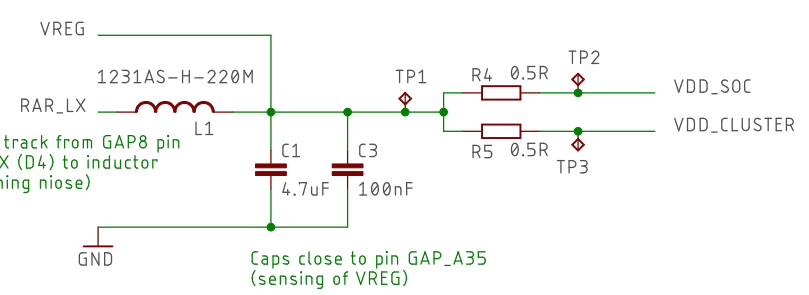 VREG
1231AS-H-220M
RAR_LX
L1
TP1
R4 0.5R
TP2
VDD_SOC
VDD_CLUSTER
R5 0.5R
TP3
track from GAP8 pin
X (D4) to inductor
ning niose)
C1
4.7uF
C3
100nF
GND
Caps close to pin GAP_A35
(sensing of VREG)